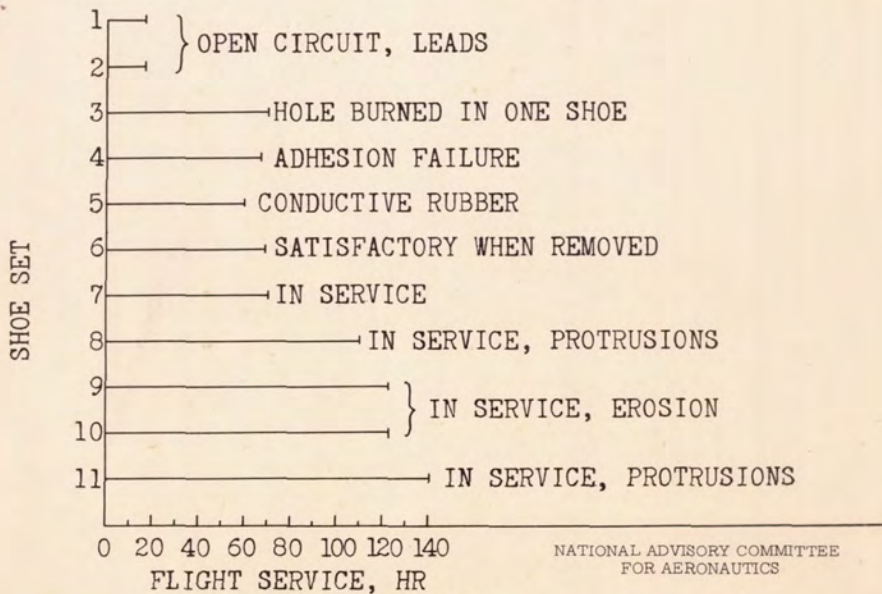 1
OPEN CIRCUIT, LEADS
2
3 HOLE BURNED IN ONE SHOE
4 ADHESION FAILURE
5 CONDUCTIVE RUBBER
6 SATISFACTORY WHEN REMOVED
7 IN SERVICE
8 IN SERVICE, PROTRUSIONS
9
IN SERVICE, EROSION
10
11 IN SERVICE, PROTRUSIONS
SHOE SET
0 20 40 60 80 100 120 140
FLIGHT SERVICE, HR
NATIONAL ADVISORY COMMITTEE
FOR AERONAUTICS